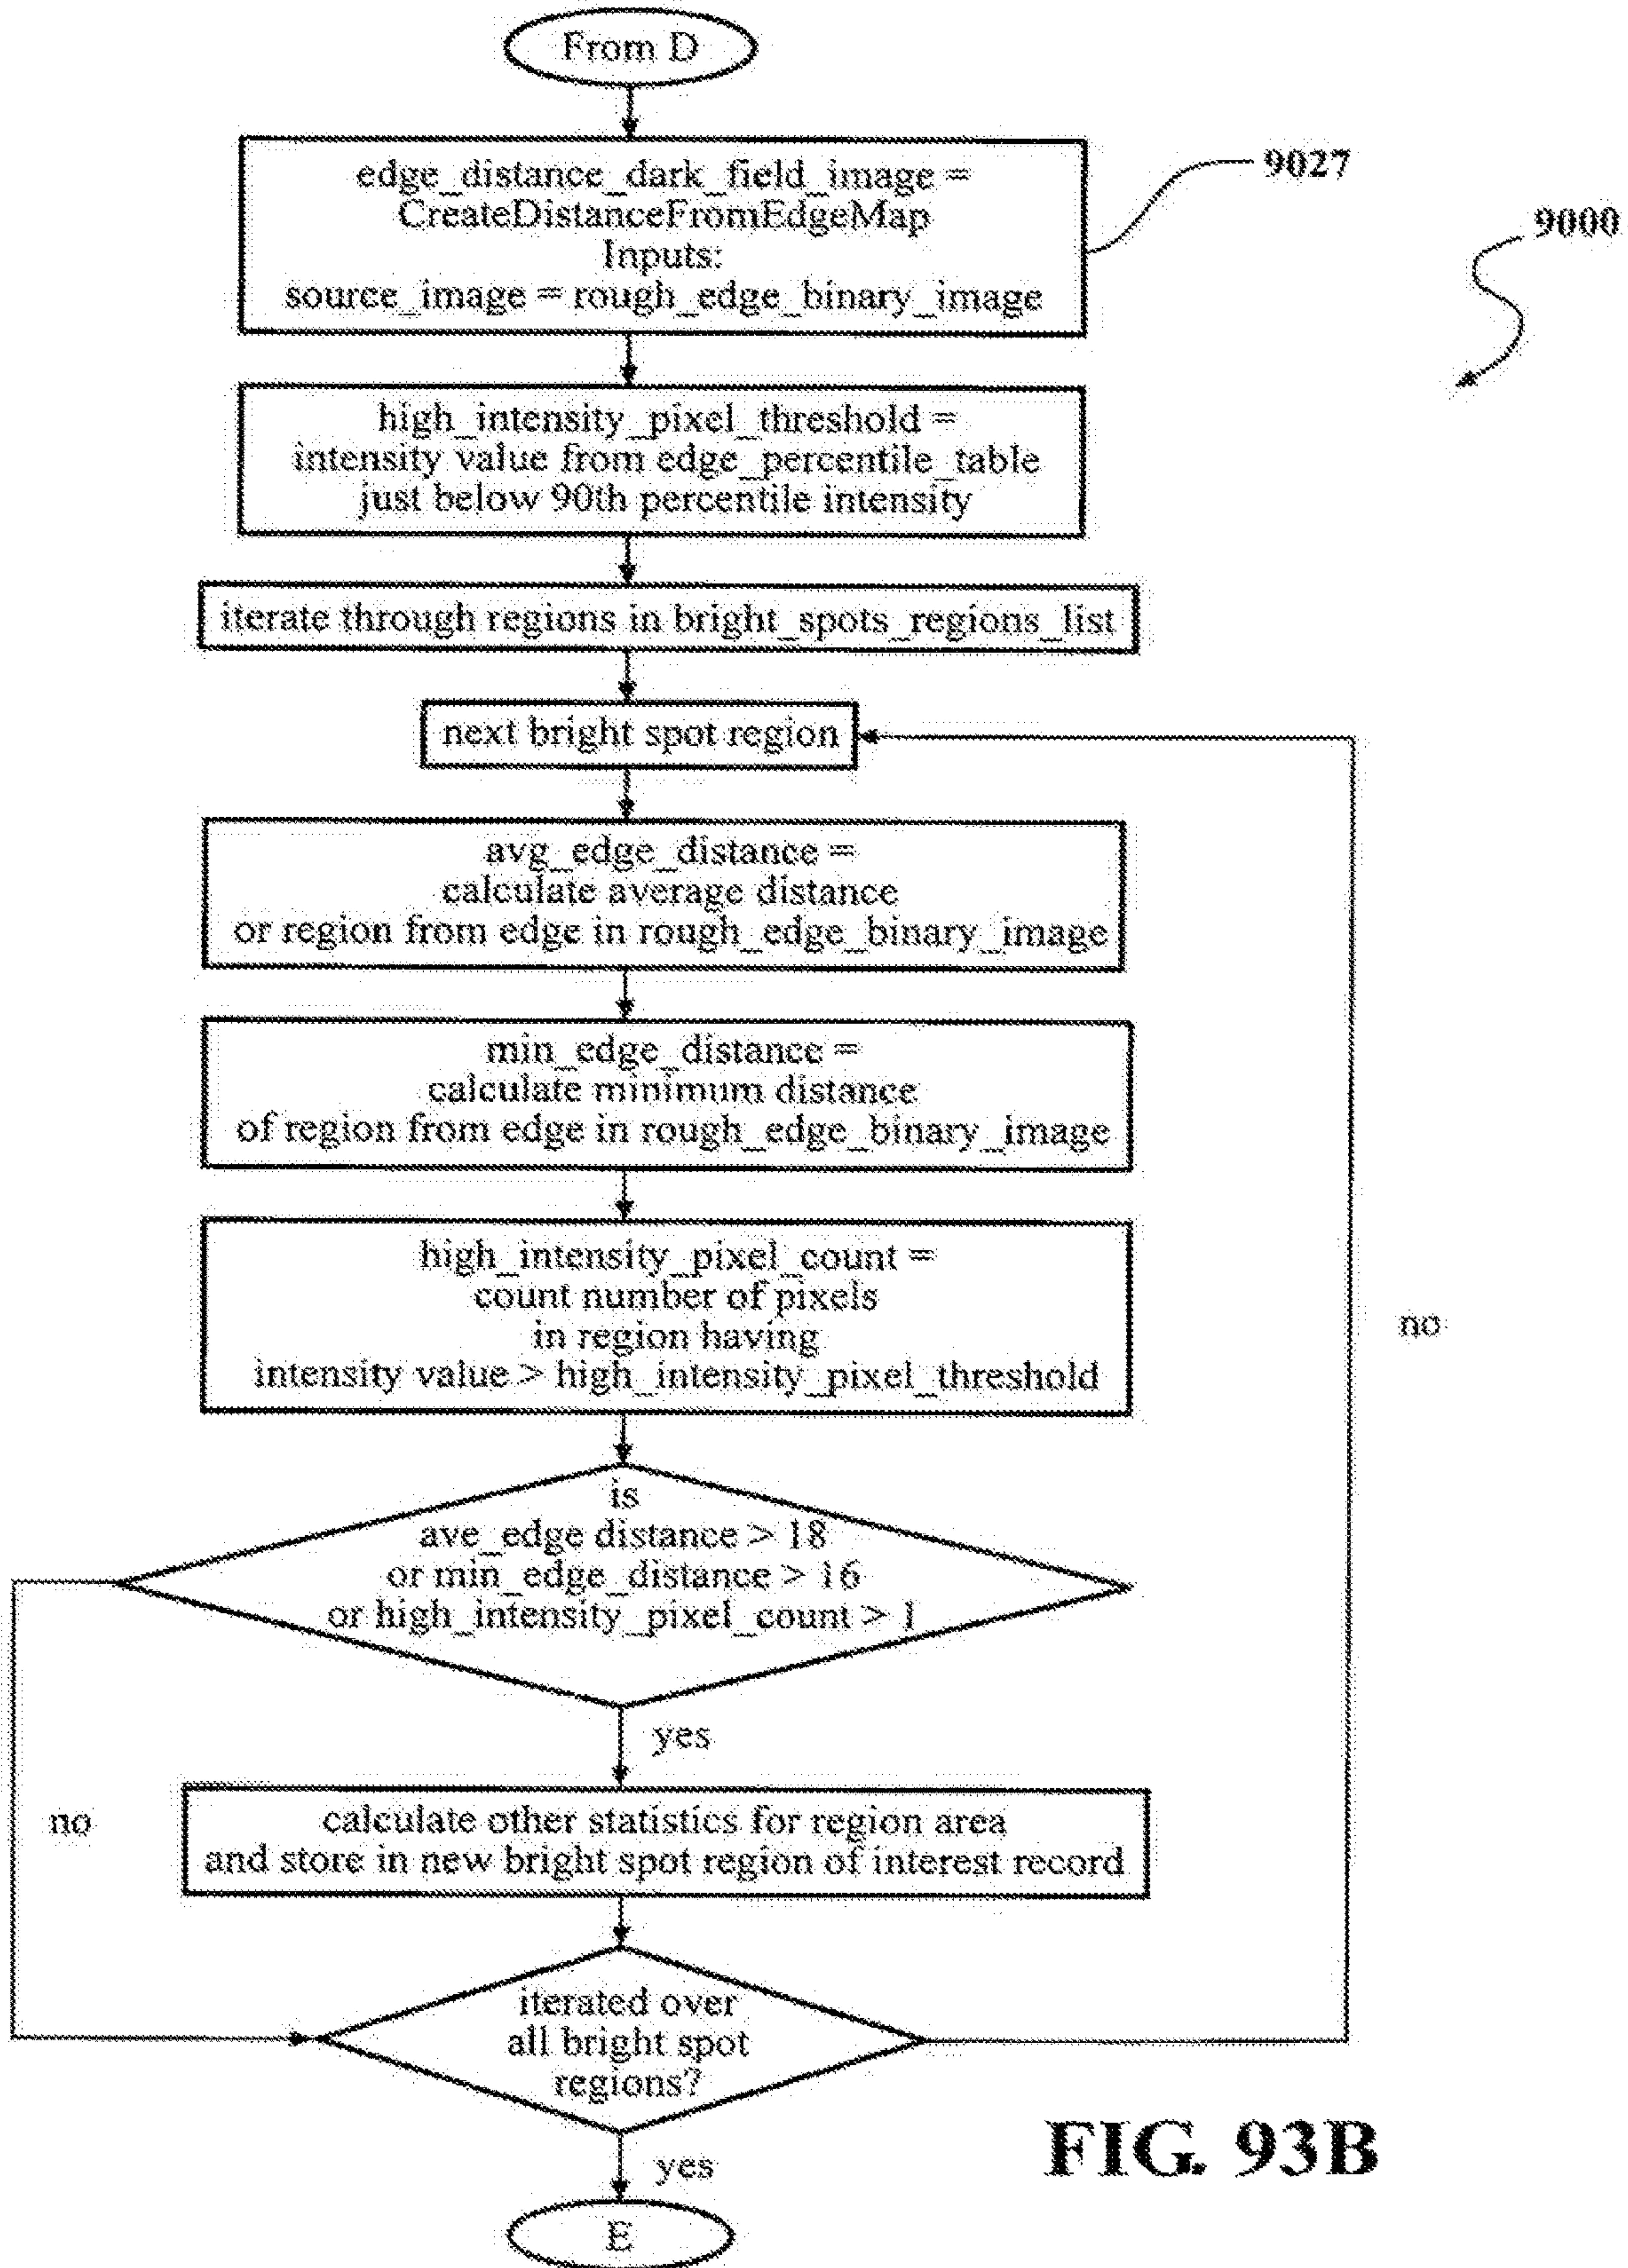 From D
edge_distance_dark_field_image =
CreateDistanceFromEdgeMap
Inputs:
source_image = rough_edge_binary_image
9027
9000
high_intensity_pixel_threshold =
intensity value from edge_percentile_table
just below 90th percentile intensity
iterate through regions in bright_spots_regions_list
next bright spot region
avg_edge_distance =
calculate average distance
or region from edge in rough_edge_binary_image
min_edge_distance =
calculate minimum distance
of region from edge in rough_edge_binary_image
high_intensity_pixel_count =
count number of pixels
in region having
intensity value > high_intensity_pixel_threshold
no
is
ave_edge distance > 18
or min_edge_distance > 16
or high_intensity_pixel_count > 1
yes
no
calculate other statistics for region area
and store in new bright spot region of interest record
iterated over
all bright spot
regions?
yes
E
FIG. 93B